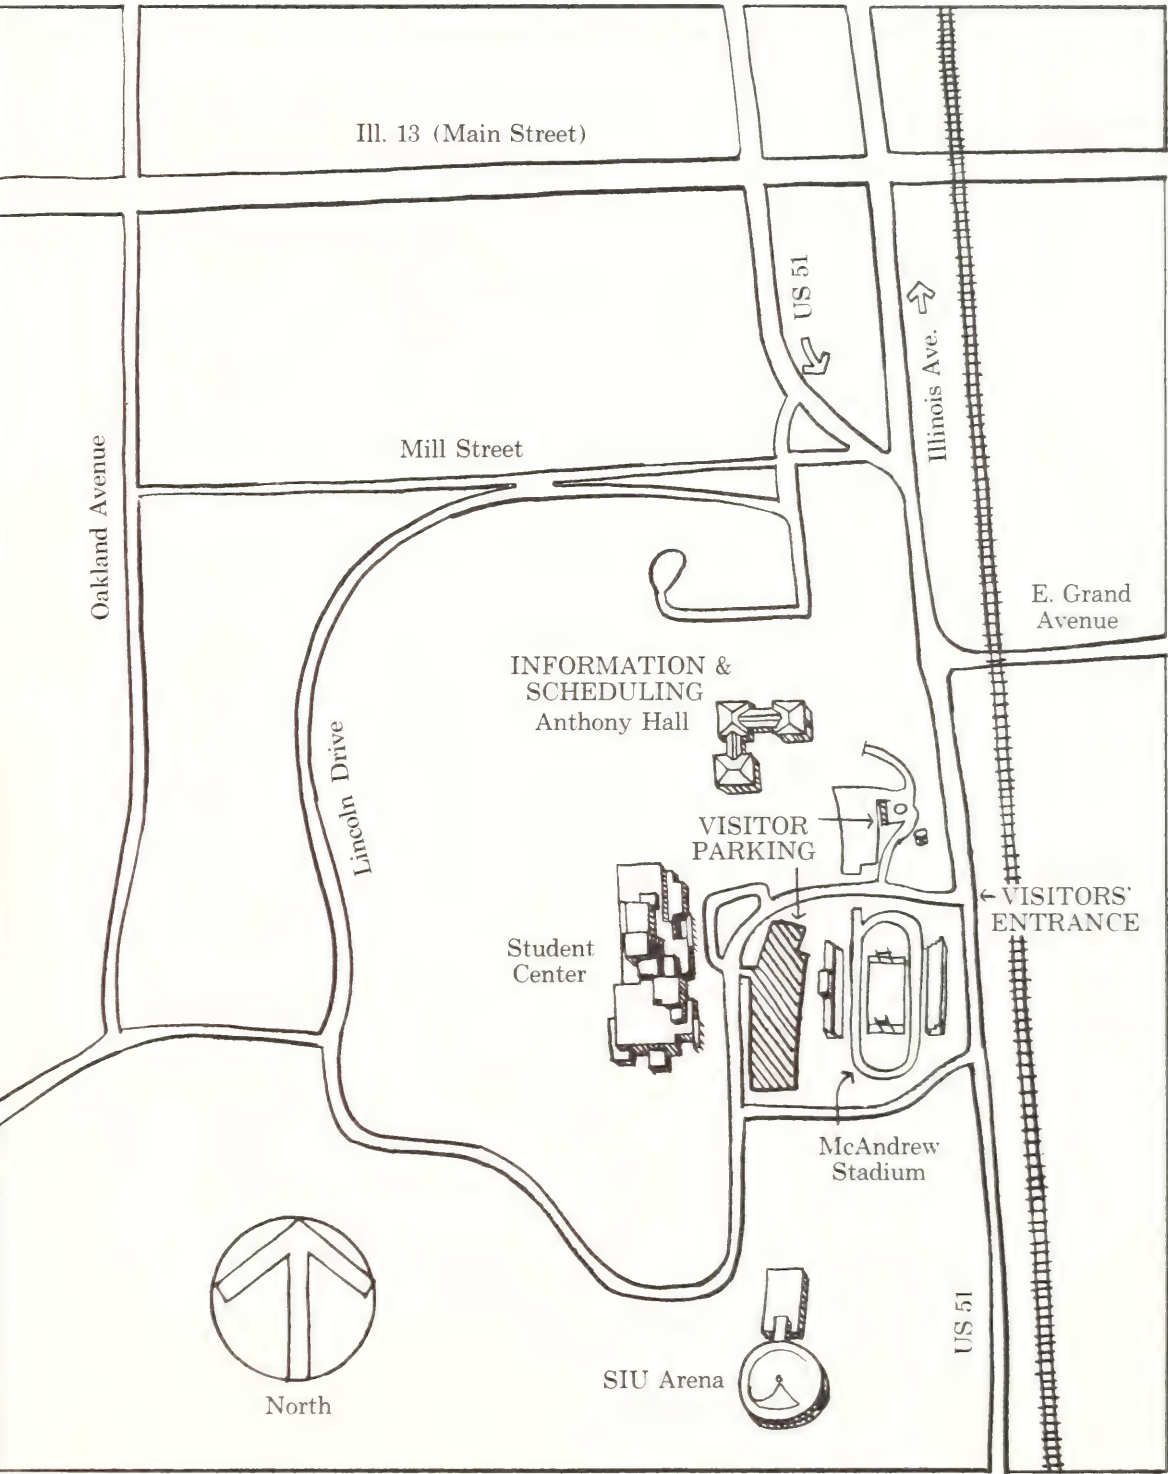 Ill. 13 (Main Street)
US 51
Illinois Ave.
Mill Street
Oakland Avenue
E. Grand
Avenue
INFORMATION &
SCHEDULING
Anthony Hall
Lincoln Drive
VISITOR
PARKING
VISITORS'
ENTRANCE
Student
Center
McAndrew
Stadium
US 51
SIU Arena
North